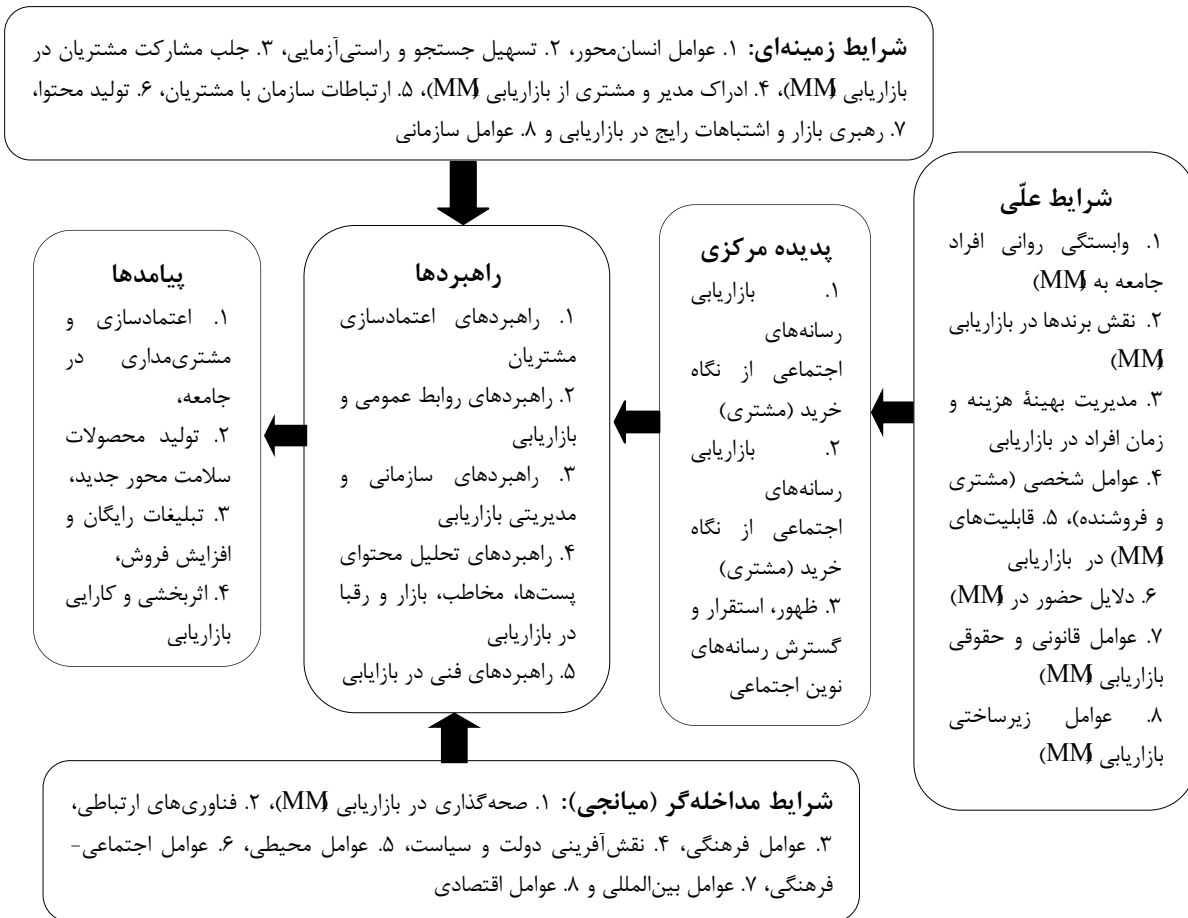 شرایط زمینه‌ای: ۱. عوامل انسان‌محور، ۲. تسهیل جستجو و راستی‌آزمایی، ۳. جلب مشارکت مشتریان در
بازاریابی (MM)، ۴. ادراک مدیر و مشتری از بازاریابی (MM)، ۵. ارتباطات سازمان با مشتریان، ۶. تولید محتوا،
۷. رهبری بازار و اشتباهات رایج در بازاریابی و ۸. عوامل سازمانی
شرایط علّی
۱. وابستگی روانی افراد
جامعه به (MM)
۲. نقش برندها در بازاریابی
(MM)
۳. مدیریت بهینهٔ هزینه و
زمان افراد در بازاریابی
۴. عوامل شخصی (مشتری
و فروشنده)، ۵. قابلیت‌های
(MM) در بازاریابی
۶. دلایل حضور در (MM)
۷. عوامل قانونی و حقوقی
بازاریابی (MM)
۸. عوامل زیرساختی
بازاریابی (MM)
پدیده مرکزی
۱. بازاریابی
رسانه‌های
اجتماعی از نگاه
خرید (مشتری)
۲. بازاریابی
رسانه‌های
اجتماعی از نگاه
خرید (مشتری)
۳. ظهور، استقرار و
گسترش رسانه‌های
نوین اجتماعی
راهبردها
۱. راهبردهای اعتمادسازی
مشتریان
۲. راهبردهای روابط عمومی و
بازاریابی
۳. راهبردهای سازمانی و
مدیریتی بازاریابی
۴. راهبردهای تحلیل محتوای
پست‌ها، مخاطب، بازار و رقبا
در بازاریابی
۵. راهبردهای فنی در بازایابی
پیامدها
۱. اعتمادسازی و
مشتری‌مداری در
جامعه،
۲. تولید محصولات
سلامت محور جدید،
۳. تبلیغات رایگان و
افزایش فروش،
۴. اثربخشی و کارایی
بازاریابی
شرایط مداخله‌گر (میانجی): ۱. صحه‌گذاری در بازاریابی (MM)، ۲. فناوری‌های ارتباطی،
۳. عوامل فرهنگی، ۴. نقش‌آفرینی دولت و سیاست، ۵. عوامل محیطی، ۶. عوامل اجتماعی-
فرهنگی، ۷. عوامل بین‌المللی و ۸. عوامل اقتصادی